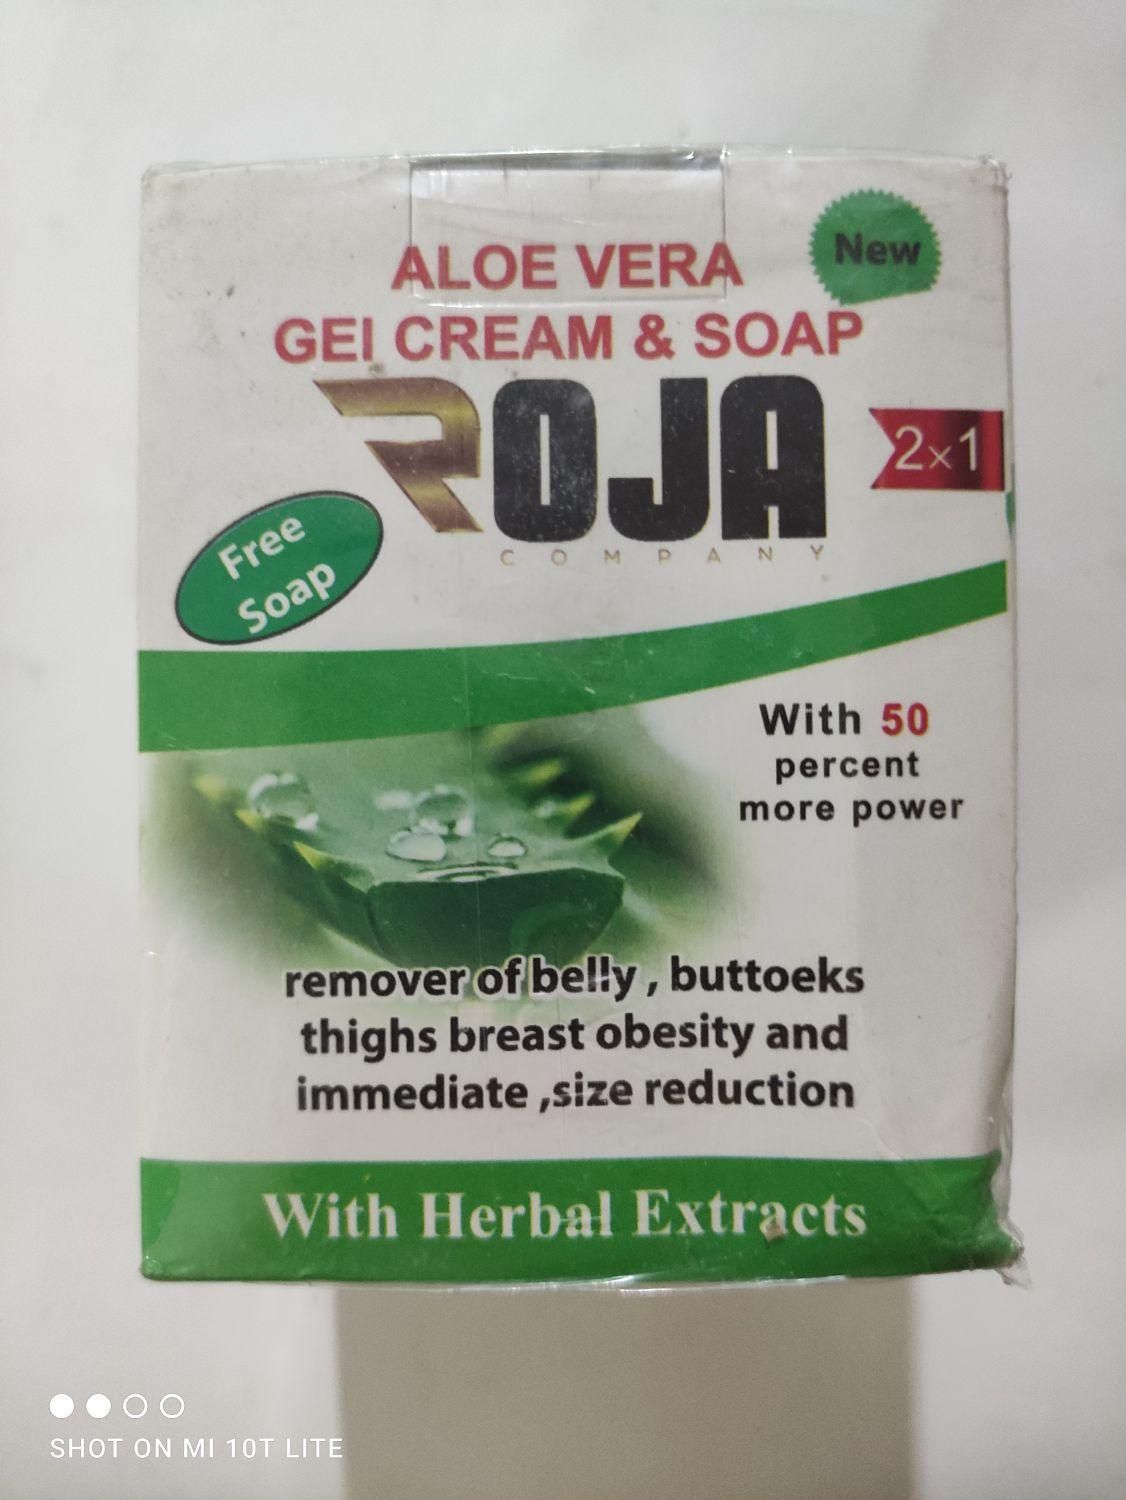 ALOE VERA
New
GEl CREAM & SOAP
ROJA
COMPANY
2×1
Free
Soap
With 50
percent
more power
remover of belly , buttoeks
thighs breast obesity and
immediate ,size reduction
With Herbal Extracts
SHOT ON MI 10T LITE